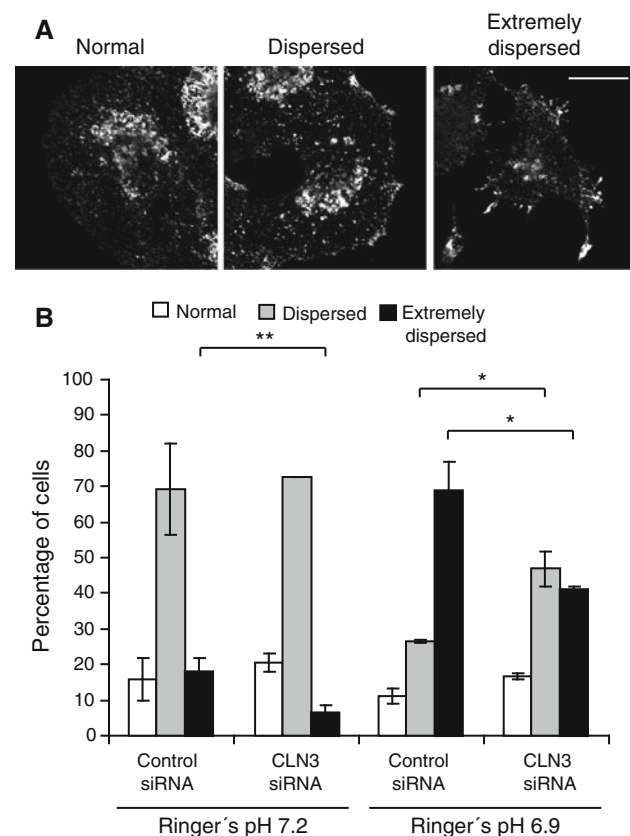 A
Normal
Dispersed
Extremely
dispersed
B
Normal
Dispersed
Extremely
dispersed
**
*
*
Percentage of cells
100
90
80
70
60
50
40
30
20
10
0
Control
siRNA
CLN3
siRNA
Control
siRNA
CLN3
siRNA
Ringer´s pH 7.2
Ringer´s pH 6.9